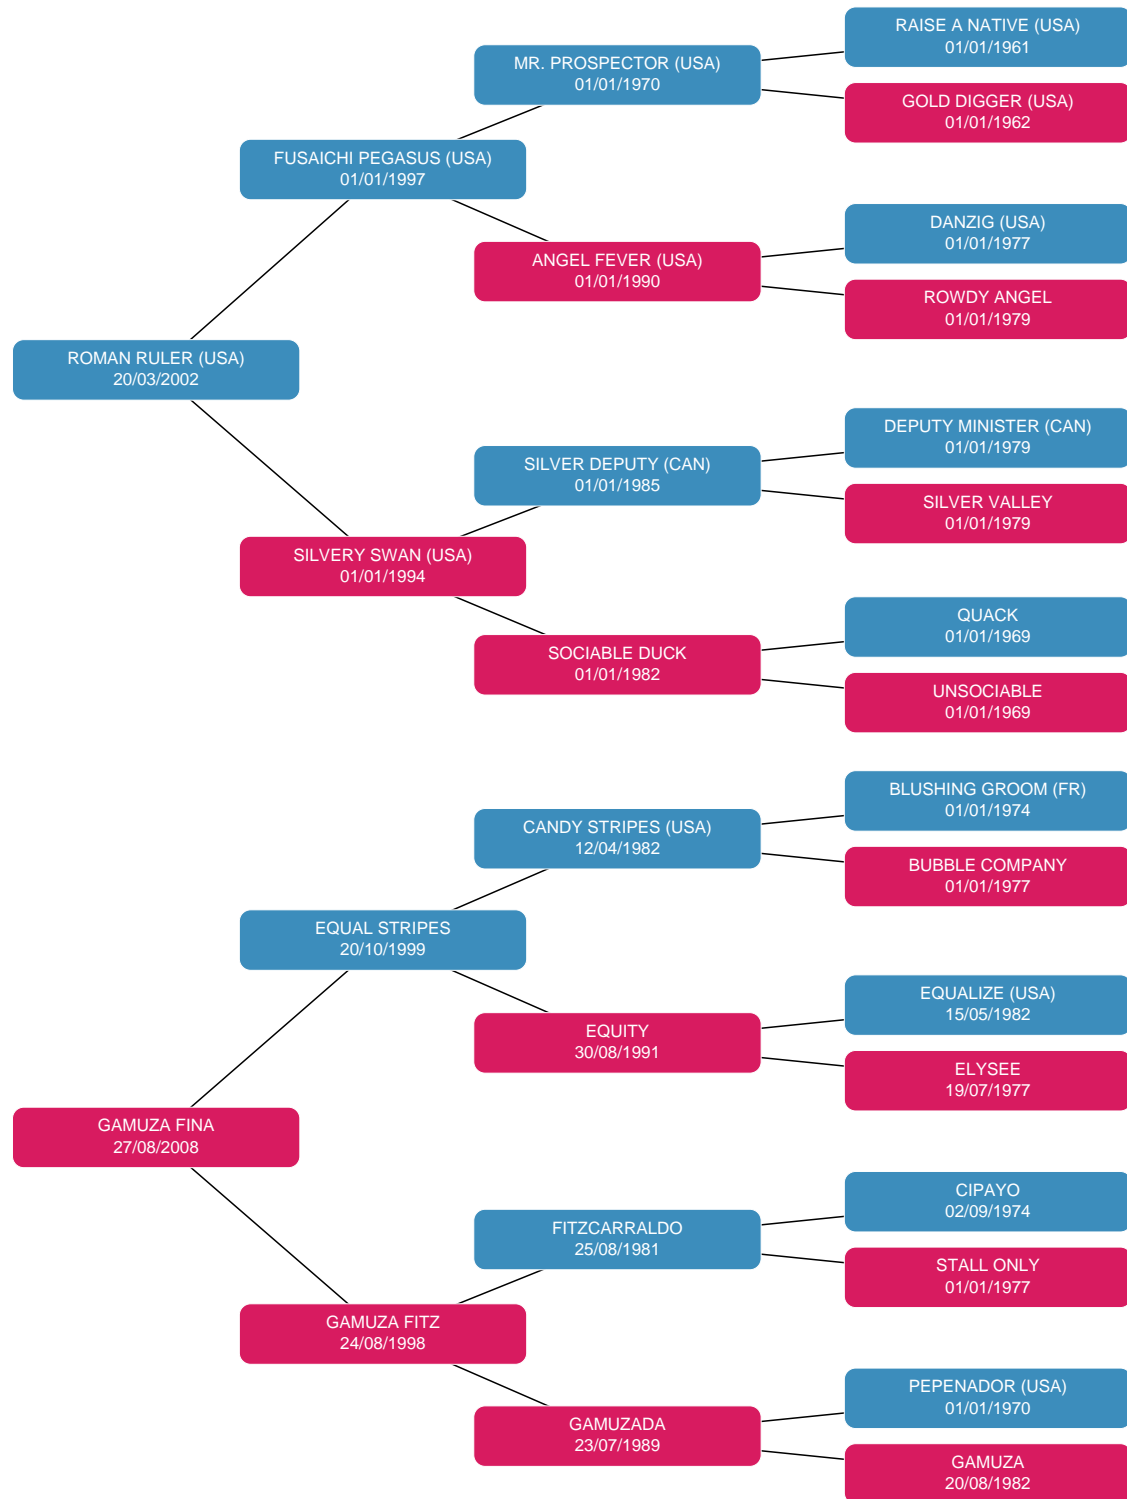 RAISE A NATIVE (USA)
01/01/1961
MR. PROSPECTOR (USA)
01/01/1970
GOLD DIGGER (USA)
01/01/1962
FUSAICHI PEGASUS (USA)
01/01/1997
DANZIG (USA)
01/01/1977
ANGEL FEVER (USA)
01/01/1990
ROWDY ANGEL
01/01/1979
ROMAN RULER (USA)
20/03/2002
DEPUTY MINISTER (CAN)
01/01/1979
SILVER DEPUTY (CAN)
01/01/1985
SILVER VALLEY
01/01/1979
SILVERY SWAN (USA)
01/01/1994
QUACK
01/01/1969
SOCIABLE DUCK
01/01/1982
UNSOCIABLE
01/01/1969
BLUSHING GROOM (FR)
01/01/1974
CANDY STRIPES (USA)
12/04/1982
BUBBLE COMPANY
01/01/1977
EQUAL STRIPES
20/10/1999
EQUALIZE (USA)
15/05/1982
EQUITY
30/08/1991
ELYSEE
19/07/1977
GAMUZA FINA
27/08/2008
CIPAYO
02/09/1974
FITZCARRALDO
25/08/1981
STALL ONLY
01/01/1977
GAMUZA FITZ
24/08/1998
PEPENADOR (USA)
01/01/1970
GAMUZADA
23/07/1989
GAMUZA
20/08/1982